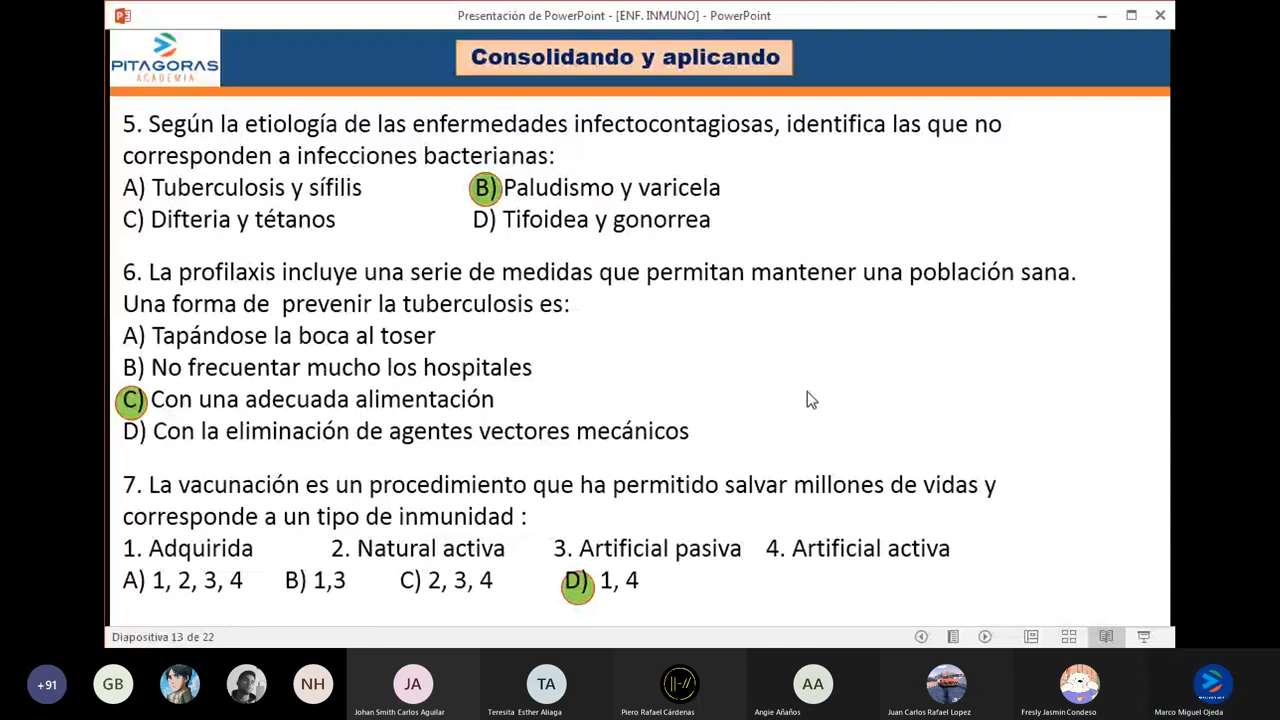 Presentación de PowerPoint - [ENF. INMUNO] - PowerPoint
PITAGORAS
ACADEMIA
Consolidando y aplicando
5. Según la etiología de las enfermedades infectocontagiosas, identifica las que no
corresponden a infecciones bacterianas:
A) Tuberculosis y sífilis B) Paludismo y varicela
C) Difteria y tétanos D) Tifoidea y gonorrea
6. La profilaxis incluye una serie de medidas que permitan mantener una población sana.
Una forma de prevenir la tuberculosis es:
A) Tapándose la boca al toser
B) No frecuentar mucho los hospitales
C) Con una adecuada alimentación
D) Con la eliminación de agentes vectores mecánicos
7. La vacunación es un procedimiento que ha permitido salvar millones de vidas y
corresponde a un tipo de inmunidad :
1. Adquirida 2. Natural activa 3. Artificial pasiva 4. Artificial activa
A) 1, 2, 3, 4 B) 1,3 C) 2, 3, 4 D) 1, 4
Diapositiva 13 de 22
+91 GB NH JA TA AA
Johan Smith Carlos Aguilar Teresita Esther Aliaga Piero Rafael Cárdenas Angie Añaños Juan Carlos Rafael Lopez Fresly Jasmin Condeso Marco Miguel Ojeda